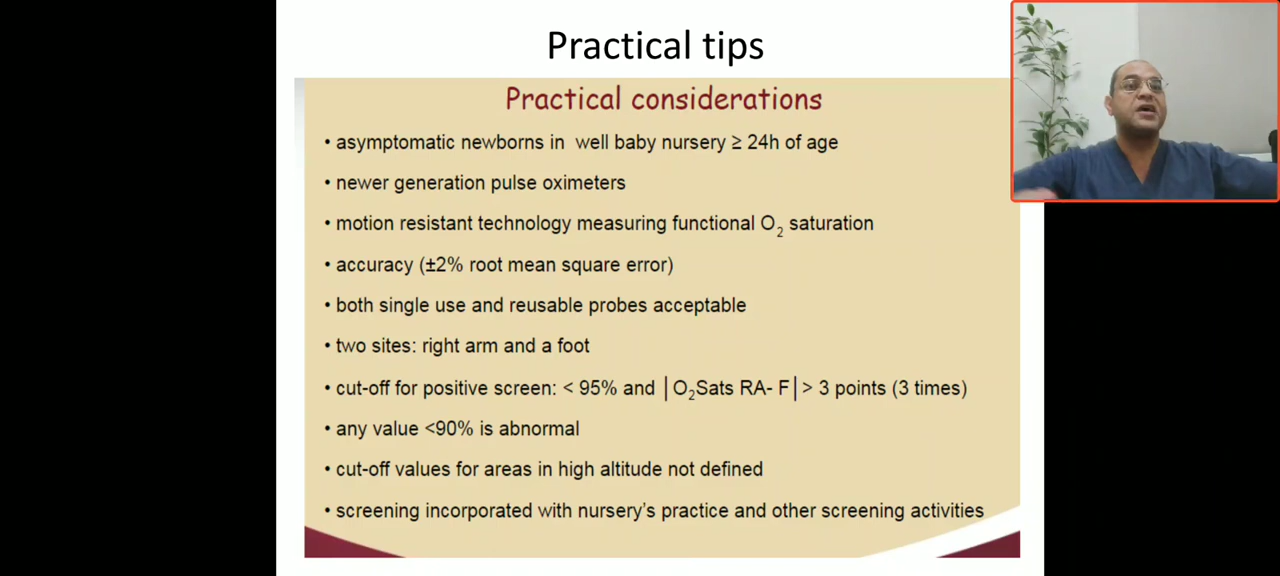 Practical tips
Practical considerations
• asymptomatic newborns in well baby nursery ≥ 24h of age
• newer generation pulse oximeters
• motion resistant technology measuring functional O₂ saturation
• accuracy (±2% root mean square error)
• both single use and reusable probes acceptable
• two sites: right arm and a foot
• cut-off for positive screen: < 95% and |O₂Sats RA- F|> 3 points (3 times)
• any value <90% is abnormal
• cut-off values for areas in high altitude not defined
• screening incorporated with nursery's practice and other screening activities